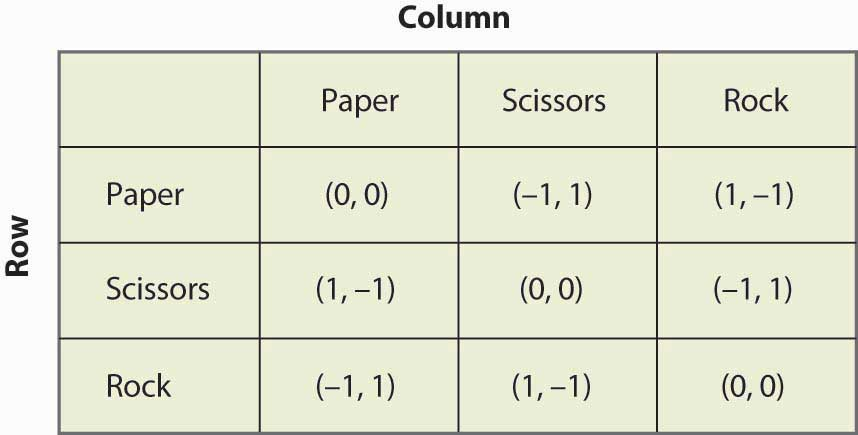 Column
Paper Scissors Rock
Row
Paper (0, 0) (–1, 1) (1, –1)
Scissors (1, –1) (0, 0) (–1, 1)
Rock (–1, 1) (1, –1) (0, 0)